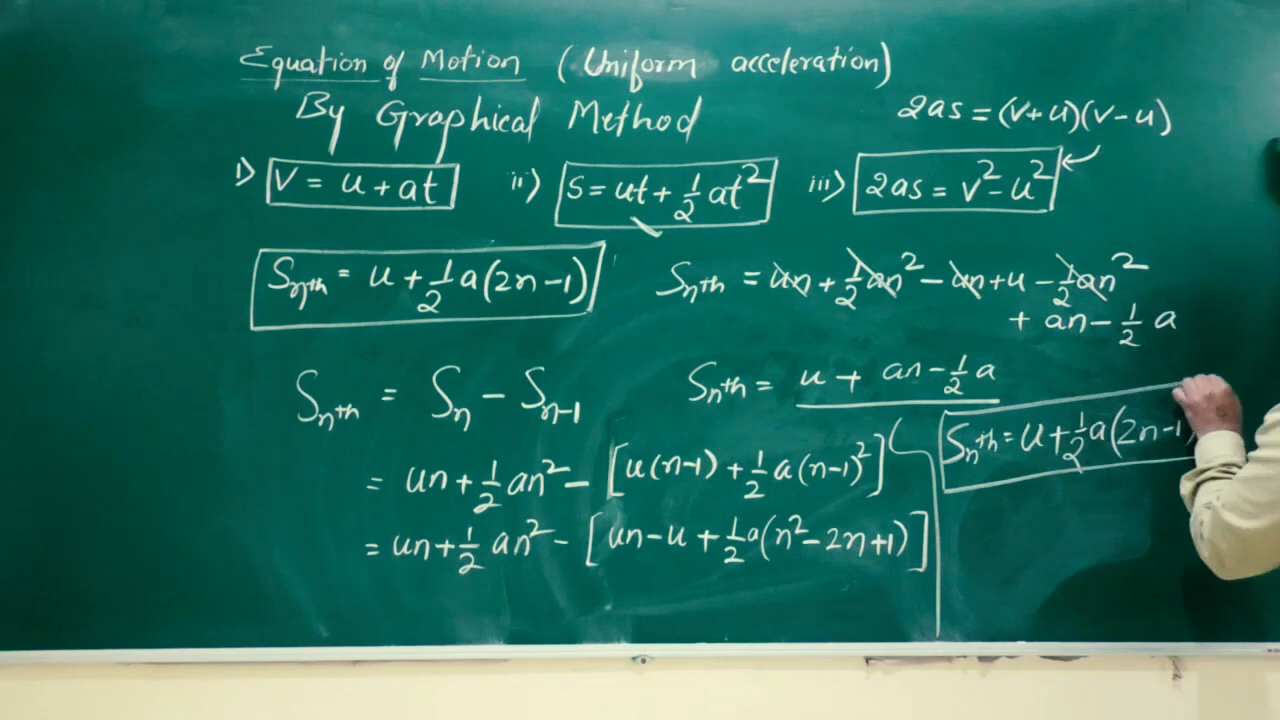 Equation of Motion (Uniform acceleration)
By Graphical Method
2as = (v+u)(v-u)
i) V = u + at
ii) S = ut + 1/2 at²
iii) 2as = v² - u²
Snth = u + 1/2 a(2n-1)
Snth = un + 1/2 an² - un + u - 1/2 an²
+ an - 1/2 a
Snth = Sn - Sn-1
Snth = u + an - 1/2 a
= un + 1/2 an² - [u(n-1) + 1/2 a(n-1)²]
= un + 1/2 an² - [un - u + 1/2 a(n² - 2n + 1)]
Snth = u + 1/2 a(2n-1